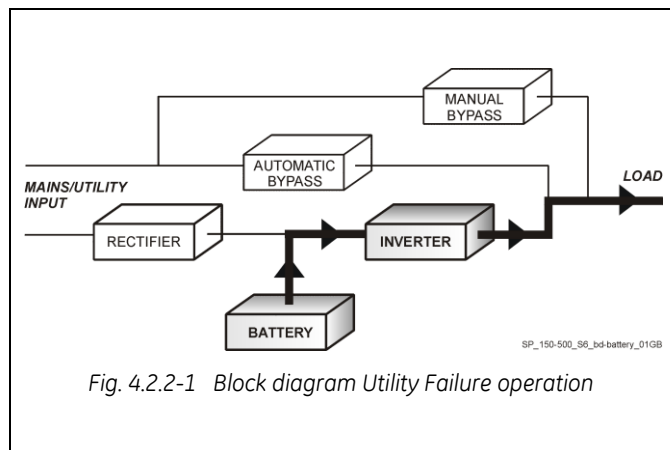 MANUAL
BYPASS
AUTOMATIC
BYPASS
LOAD
MAINS/UTILITY
INPUT
RECTIFIER
INVERTER
BATTERY
SP_150-500_S6_bd-battery_01GB
Fig. 4.2.2-1 Block diagram Utility Failure operation